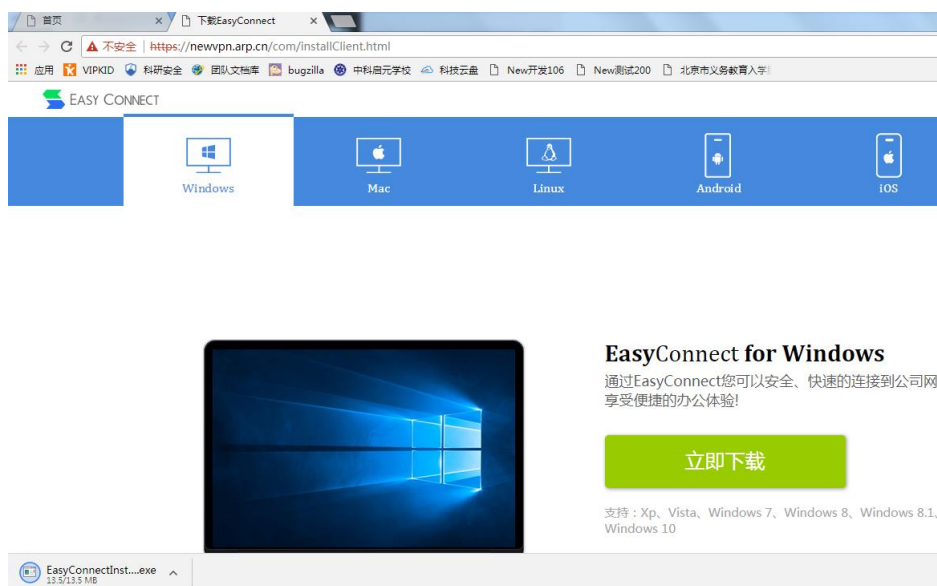 首页
下载EasyConnect
不安全 | https://newvpn.arp.cn/com/installClient.html
应用 VIPKID 科研安全 团队文档库 bugzilla 中科启元学校 科技云盘 New开发106 New测试200 北京市义务教育入学
EASY CONNECT
Windows
Mac
Linux
Android
iOS
EasyConnect for Windows
通过EasyConnect您可以安全、快速的连接到公司网
享受便捷的办公体验!
立即下载
支持：Xp、Vista、Windows 7、Windows 8、Windows 8.1、
Windows 10
EasyConnectInst....exe
13.5/13.5 MB